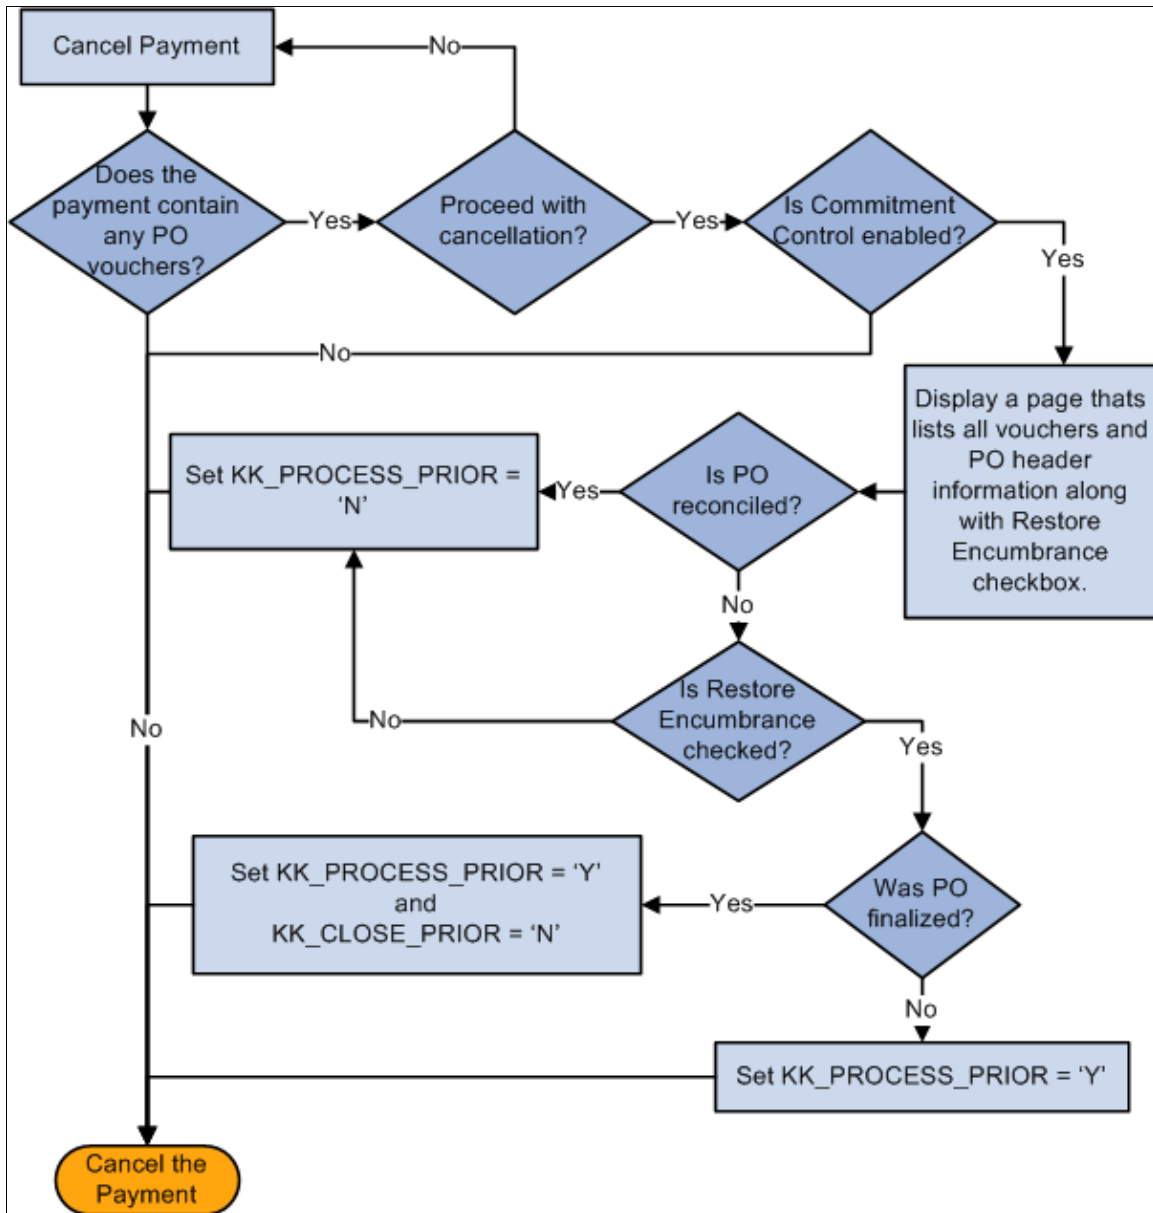 Cancel Payment
No
Does the
payment contain
any PO
vouchers?
Yes
Proceed with
cancellation?
Yes
Is Commitment
Control enabled?
Yes
No
Display a page thats
lists all vouchers and
PO header
information along
with Restore
Encumbrance
checkbox.
Set KK_PROCESS_PRIOR =
‘N’
Yes
Is PO
reconciled?
No
Is Restore
Encumbrance
checked?
No
Yes
No
Set KK_PROCESS_PRIOR = ‘Y’
and
KK_CLOSE_PRIOR = ‘N’
Yes
Was PO
finalized?
No
Set KK_PROCESS_PRIOR = ‘Y’
Cancel the
Payment